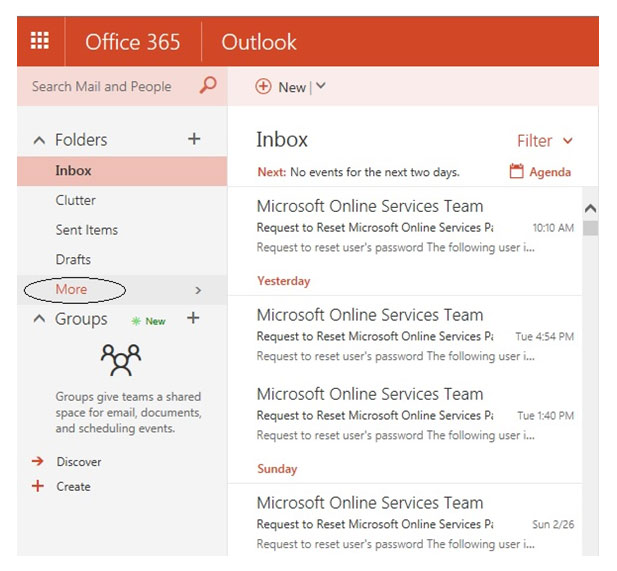 Office 365 Outlook
Search Mail and People
New
Folders
Inbox
Clutter
Sent Items
Drafts
More
Groups New
Groups give teams a shared
space for email, documents,
and scheduling events.
Discover
Create
Inbox Filter
Next: No events for the next two days. Agenda
Microsoft Online Services Team
Request to Reset Microsoft Online Services Pa 10:10 AM
Request to reset user's password The following user i...
Yesterday
Microsoft Online Services Team
Request to Reset Microsoft Online Services Pa Tue 4:54 PM
Request to reset user's password The following user i...
Microsoft Online Services Team
Request to Reset Microsoft Online Services Pa Tue 1:40 PM
Request to reset user's password The following user i...
Sunday
Microsoft Online Services Team
Request to Reset Microsoft Online Services Pa Sun 2/26
Request to reset user's password The following user i...